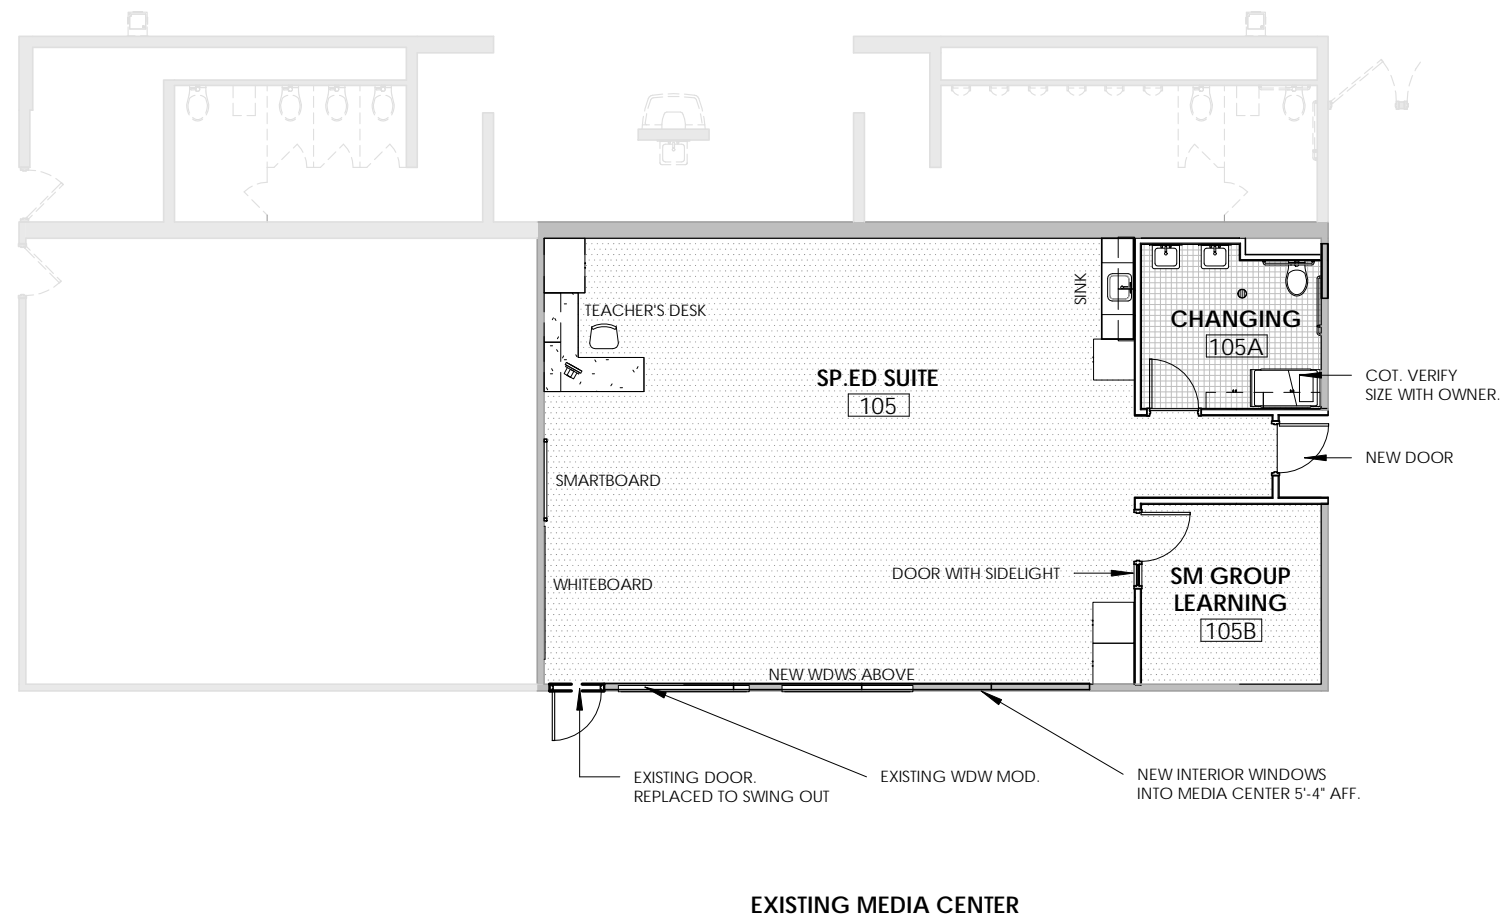 TEACHER'S DESK
SINK
CHANGING
105A
SP.ED SUITE
105
COT. VERIFY
SIZE WITH OWNER.
NEW DOOR
SMARTBOARD
WHITEBOARD
DOOR WITH SIDELIGHT
SM GROUP
LEARNING
105B
NEW WDWS ABOVE
EXISTING DOOR.
REPLACED TO SWING OUT
EXISTING WDW MOD.
NEW INTERIOR WINDOWS
INTO MEDIA CENTER 5'-4" AFF.
EXISTING MEDIA CENTER